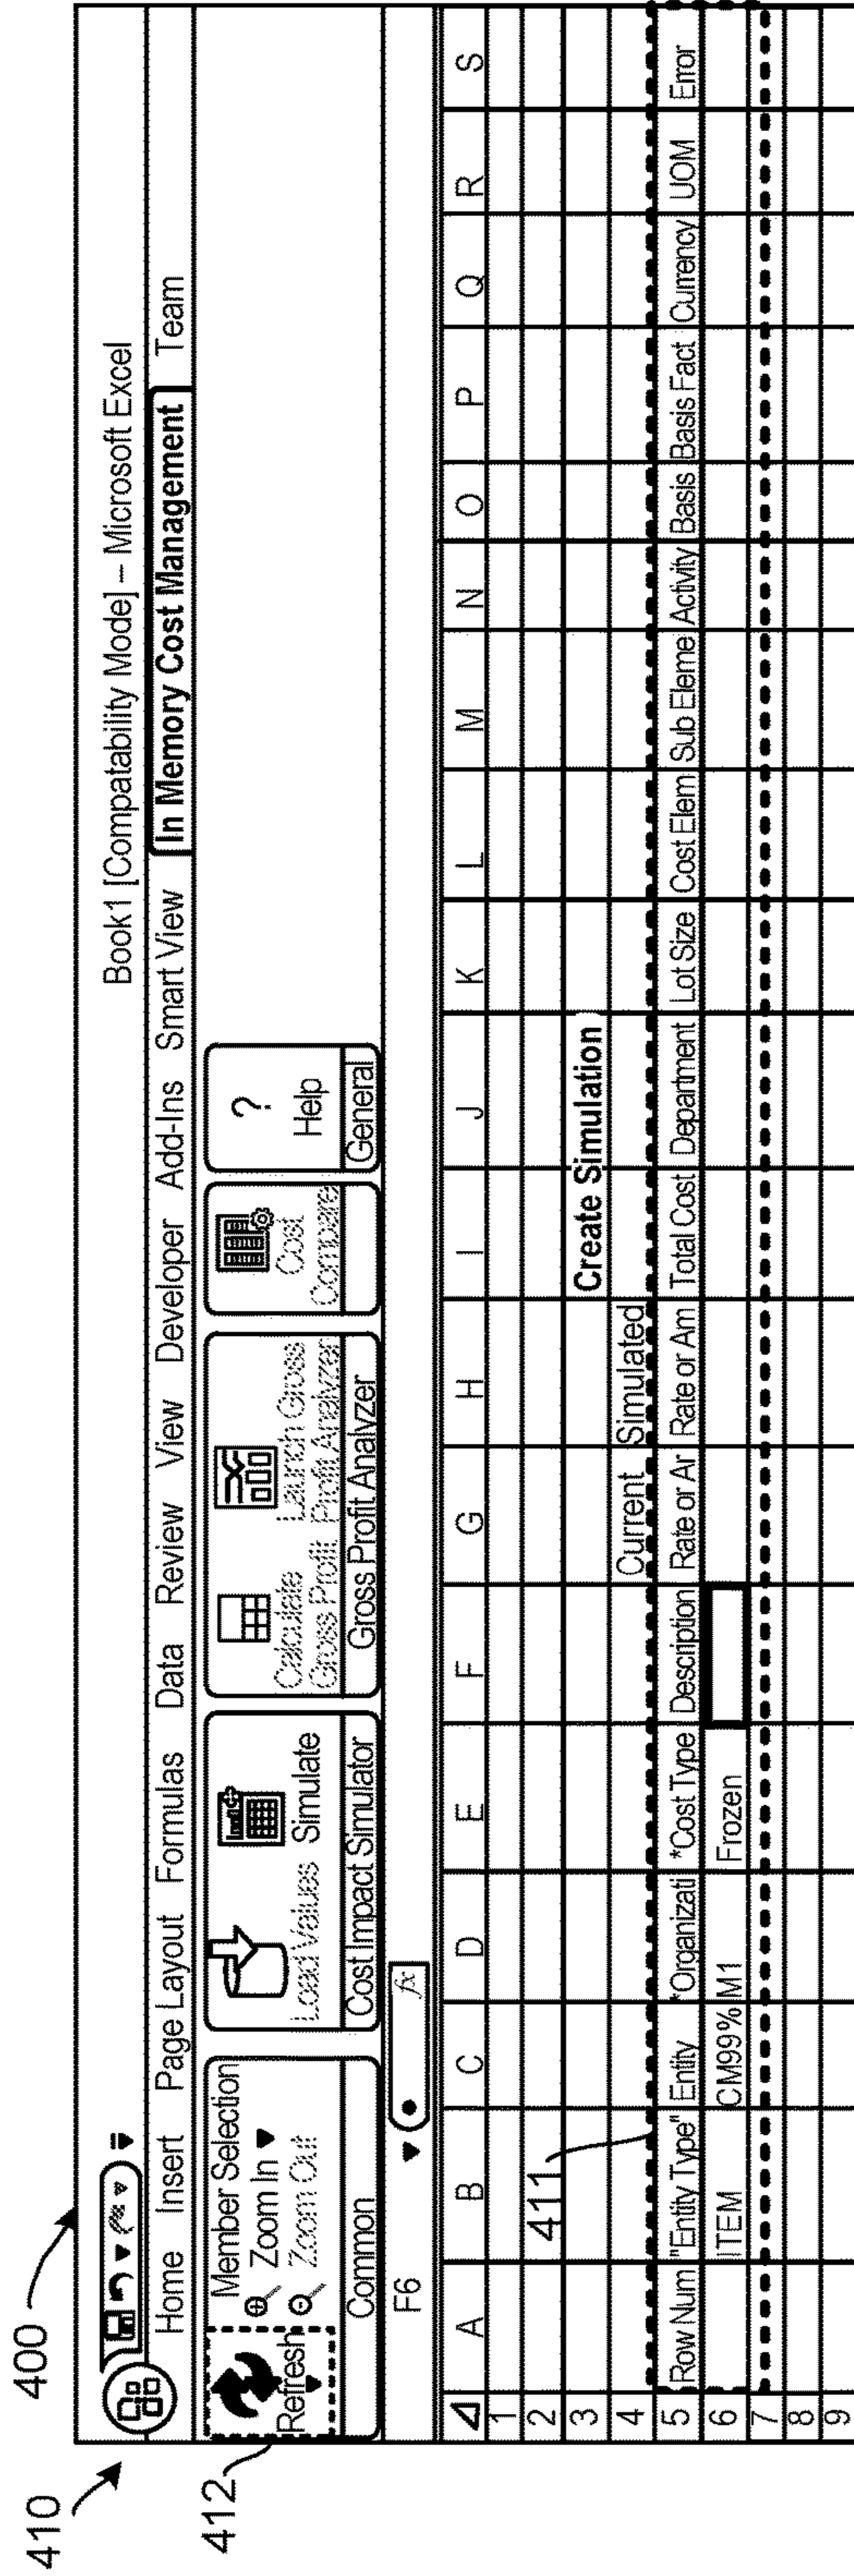 400
410
Book1 [Compatability Mode] – Microsoft Excel
Home Insert Page Layout Formulas Data Review View Developer Add-Ins Smart View In Memory Cost Management Team
412
Refresh
Member Selection
Zoom In
Zoom Out
Common
Load Values Simulate
Cost Impact Simulator
Calculate Gross Profit
Launch Gross Profit Analyzer
Gross Profit Analyzer
Cost Compare
?
Help
General
F6 fx
A B C D E F G H I J K L M N O P Q R S
1
2 411
3 Create Simulation
4 Current Simulated
5 Row Num "Entity Type" Entity *Organizati *Cost Type Description Rate or Ar Rate or Am Total Cost Department Lot Size Cost Elem Sub Eleme Activity Basis Basis Fact Currency UOM Error
6 ITEM CM99% M1 Frozen
7
8
9